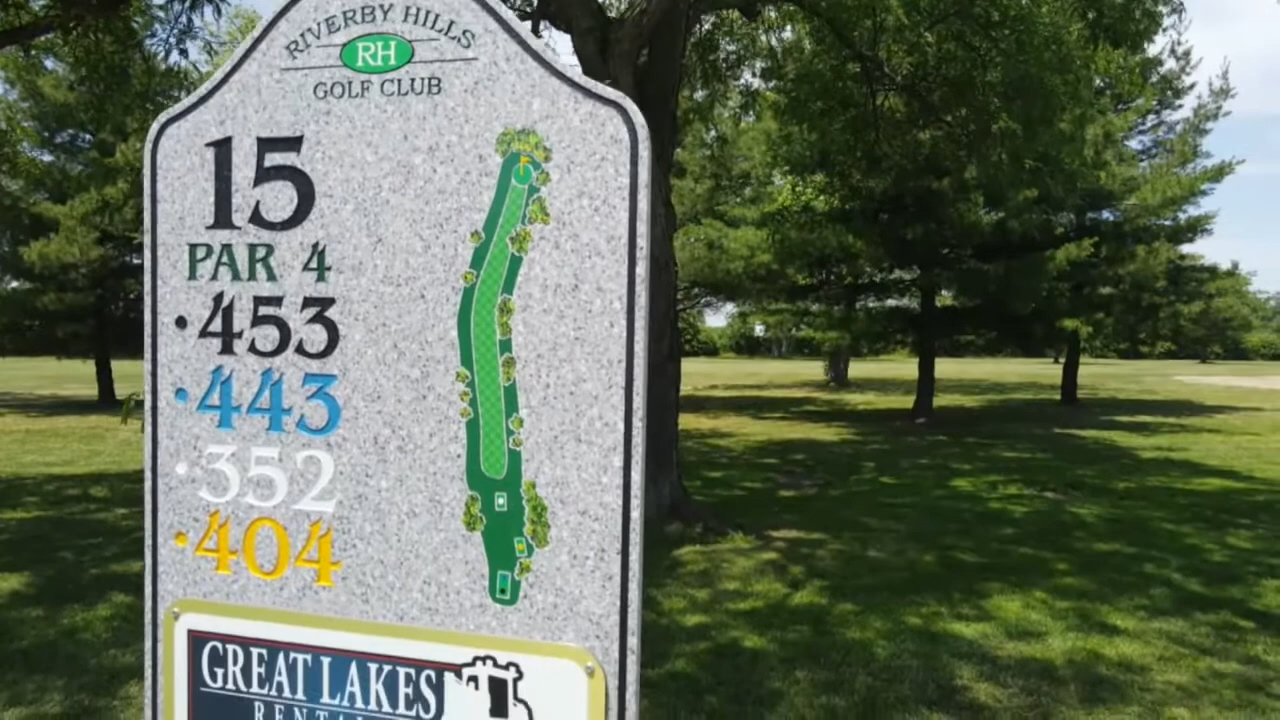 RIVERBY HILLS
RH
GOLF CLUB
15
PAR 4
·453
·443
·352
·404
GREAT LAKES